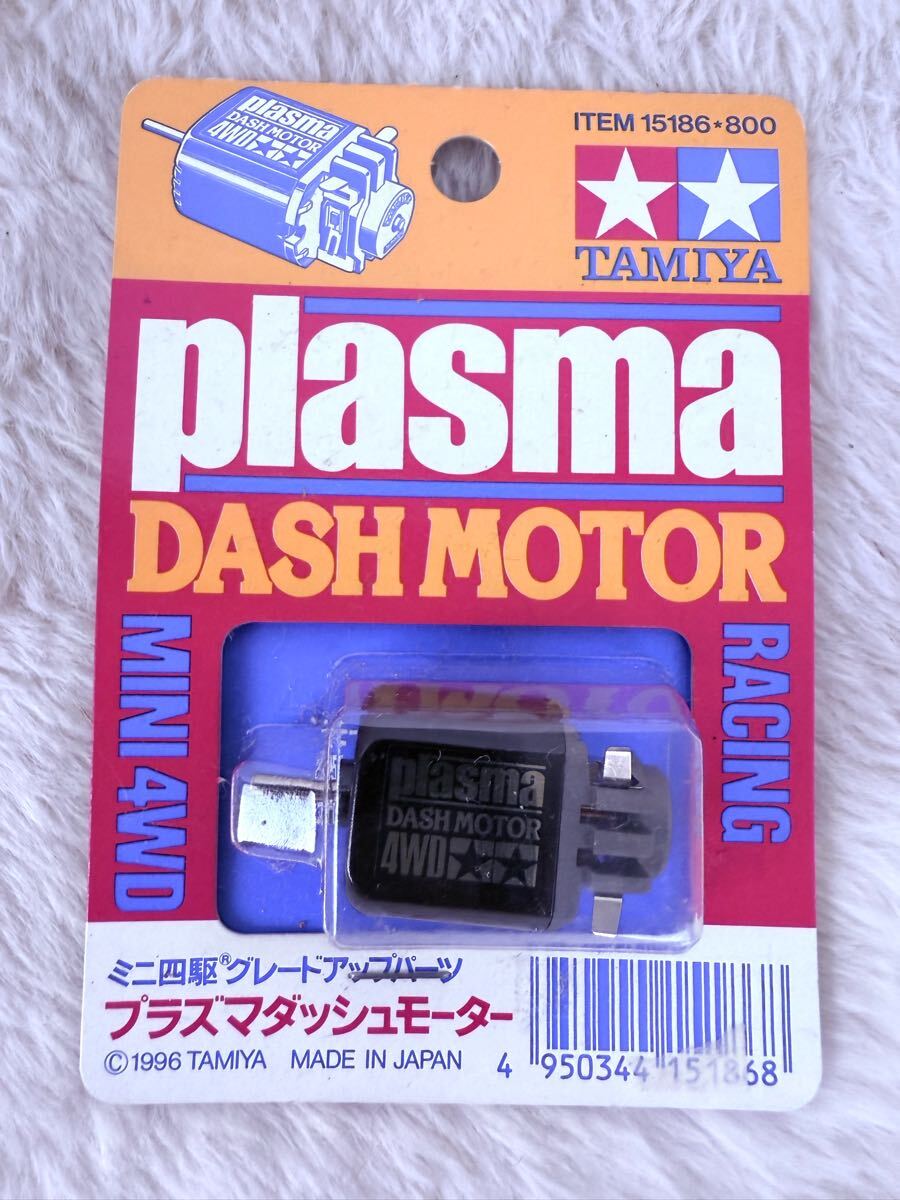 plasma
DASH MOTOR
4WD★★
ITEM 15186★800
TAMIYA
plasma
DASH MOTOR
MINI 4WD
RACING
plasma
DASH MOTOR
4WD★★
ミニ四駆®グレードアップパーツ
プラズマダッシュモーター
©1996 TAMIYA MADE IN JAPAN
4 950344 151868